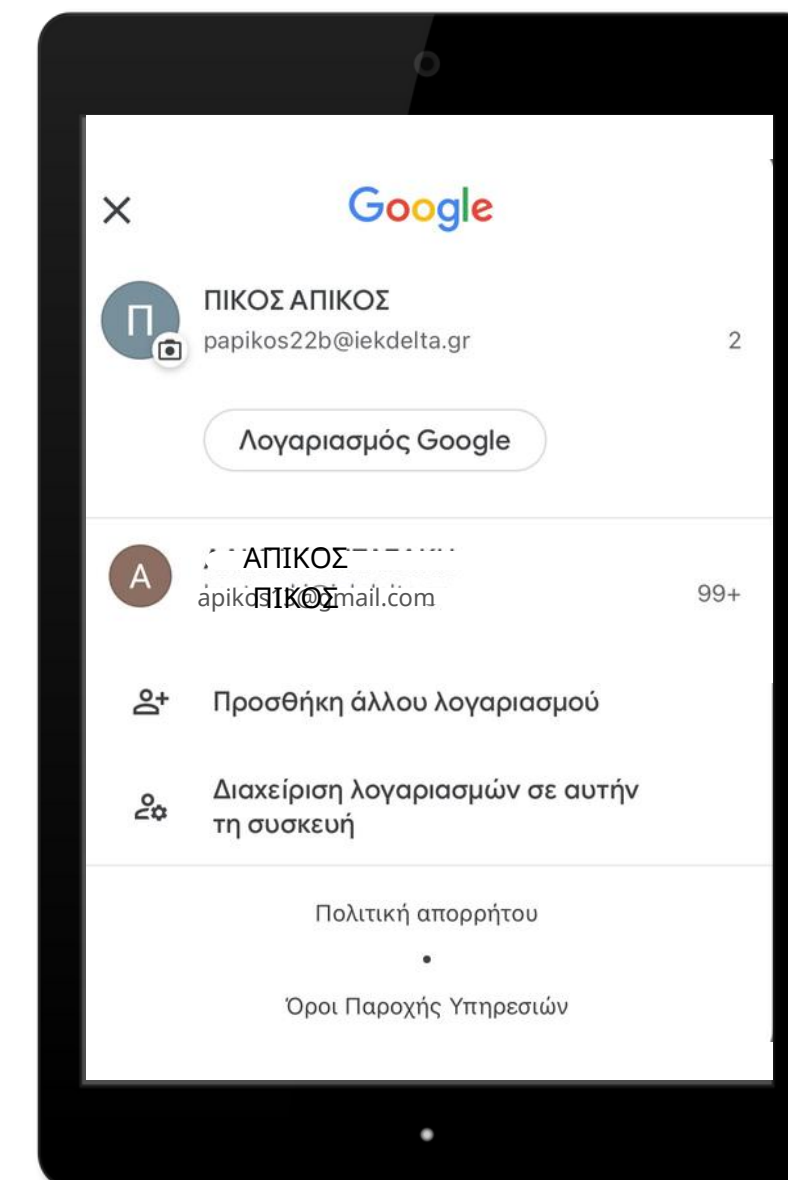 Google
Π
ΠΙΚΟΣ ΑΠΙΚΟΣ
papikos22b@iekdelta.gr
2
Λογαριασμός Google
A
ΑΠΙΚΟΣ
ΠΙΚΟΣ
99+
Προσθήκη άλλου λογαριασμού
Διαχείριση λογαριασμών σε αυτήν
τη συσκευή
Πολιτική απορρήτου
•
Όροι Παροχής Υπηρεσιών